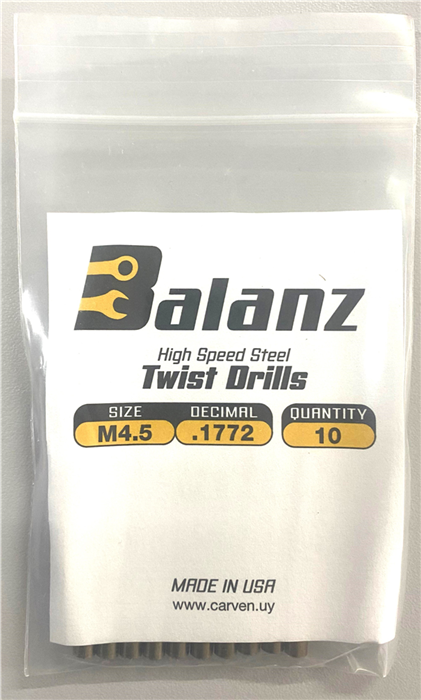 Balanz
High Speed Steel
Twist Drills
SIZE DECIMAL QUANTITY
M4.5 .1772 10
MADE IN USA
www.carven.uy